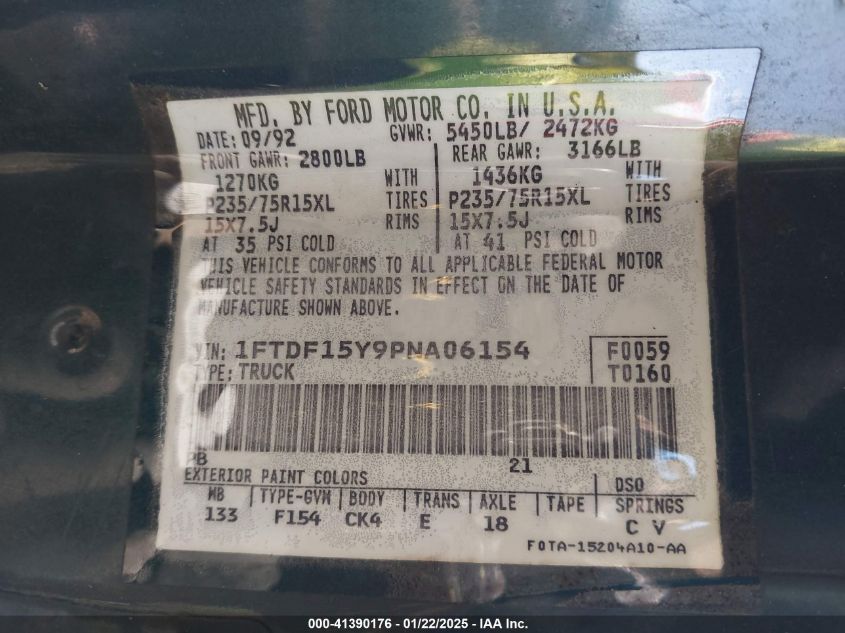 MFD. BY FORD MOTOR CO. IN U.S.A.
DATE: 09/92 GVWR: 5450LB/ 2472KG
FRONT GAWR: 2800LB REAR GAWR: 3166LB
1270KG WITH 1436KG WITH
P235/75R15XL TIRES P235/75R15XL TIRES
15X7.5J RIMS 15X7.5J RIMS
AT 35 PSI COLD AT 41 PSI COLD
THIS VEHICLE CONFORMS TO ALL APPLICABLE FEDERAL MOTOR
VEHICLE SAFETY STANDARDS IN EFFECT ON THE DATE OF
MANUFACTURE SHOWN ABOVE.
VIN: 1FTDF15Y9PNA06154 F0059
TYPE: TRUCK T0160
PB 21
EXTERIOR PAINT COLORS DSO
WB TYPE-GVM BODY TRANS AXLE TAPE SPRINGS
133 F154 CK4 E 18 C V
F0TA-15204A10-AA
000-41390176 - 01/22/2025 - IAA Inc.